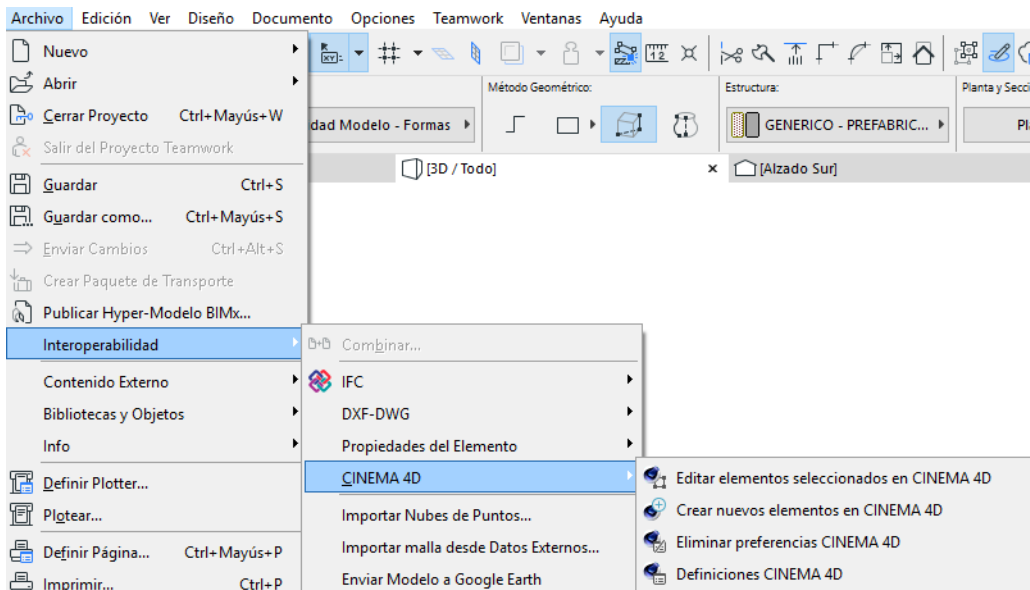 Archivo Edición Ver Diseño Documento Opciones Teamwork Ventanas Ayuda
Nuevo
Abrir
Cerrar Proyecto Ctrl+Mayús+W
Salir del Proyecto Teamwork
Guardar Ctrl+S
Guardar como... Ctrl+Mayús+S
Enviar Cambios Ctrl+Alt+S
Crear Paquete de Transporte
Publicar Hyper-Modelo BIMx...
Interoperabilidad
Contenido Externo
Bibliotecas y Objetos
Info
Definir Plotter...
Plotear...
Definir Página... Ctrl+Mayús+P
Imprimir... Ctrl+P
XY:
12
Método Geométrico:
Estructura:
Planta y Secci
dad Modelo - Formas
GENERICO - PREFABRIC...
[3D / Todo]
[Alzado Sur]
Combinar...
IFC
DXF-DWG
Propiedades del Elemento
CINEMA 4D
Importar Nubes de Puntos...
Importar malla desde Datos Externos...
Enviar Modelo a Google Earth
Editar elementos seleccionados en CINEMA 4D
Crear nuevos elementos en CINEMA 4D
Eliminar preferencias CINEMA 4D
Definiciones CINEMA 4D